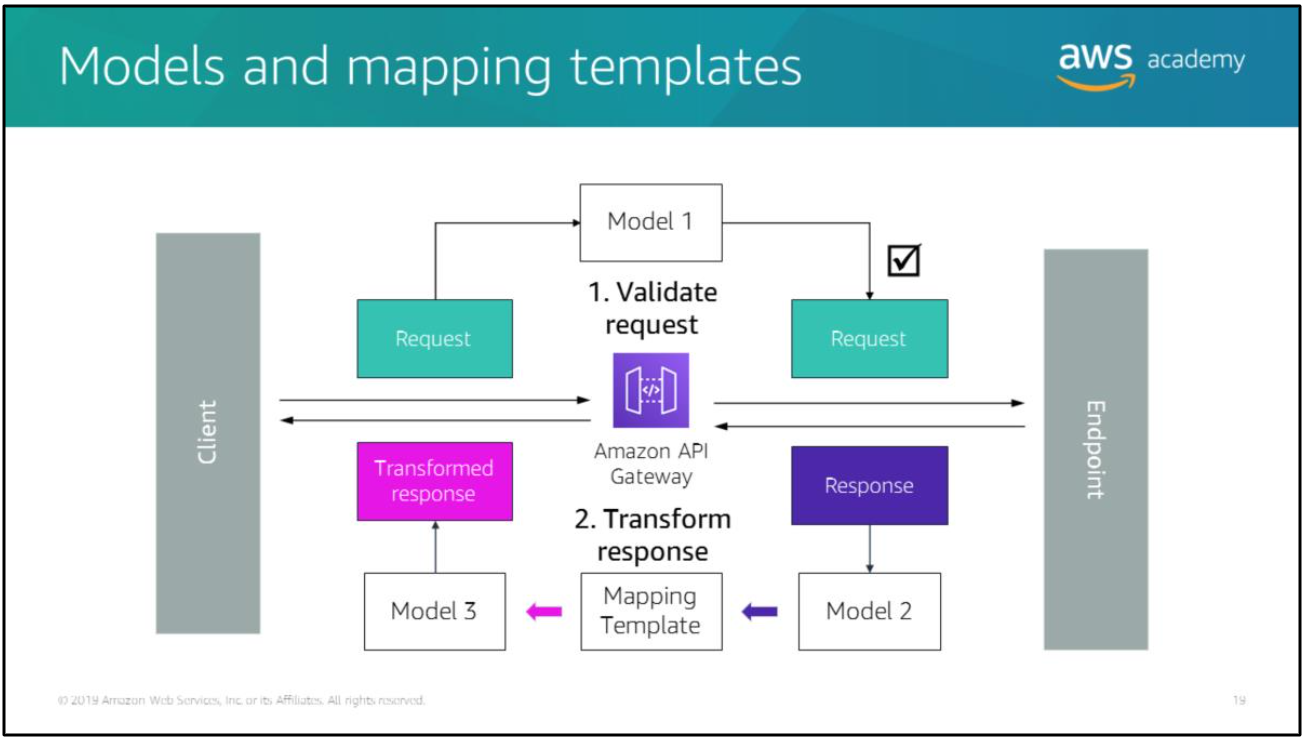 Models and mapping templates
aws academy
Model 1
1. Validate
request
Request
Request
</>
Client
Endpoint
Amazon API
Gateway
Transformed
response
Response
2. Transform
response
Model 3
Mapping
Template
Model 2
© 2019 Amazon Web Services, Inc. or its Affiliates. All rights reserved.
19